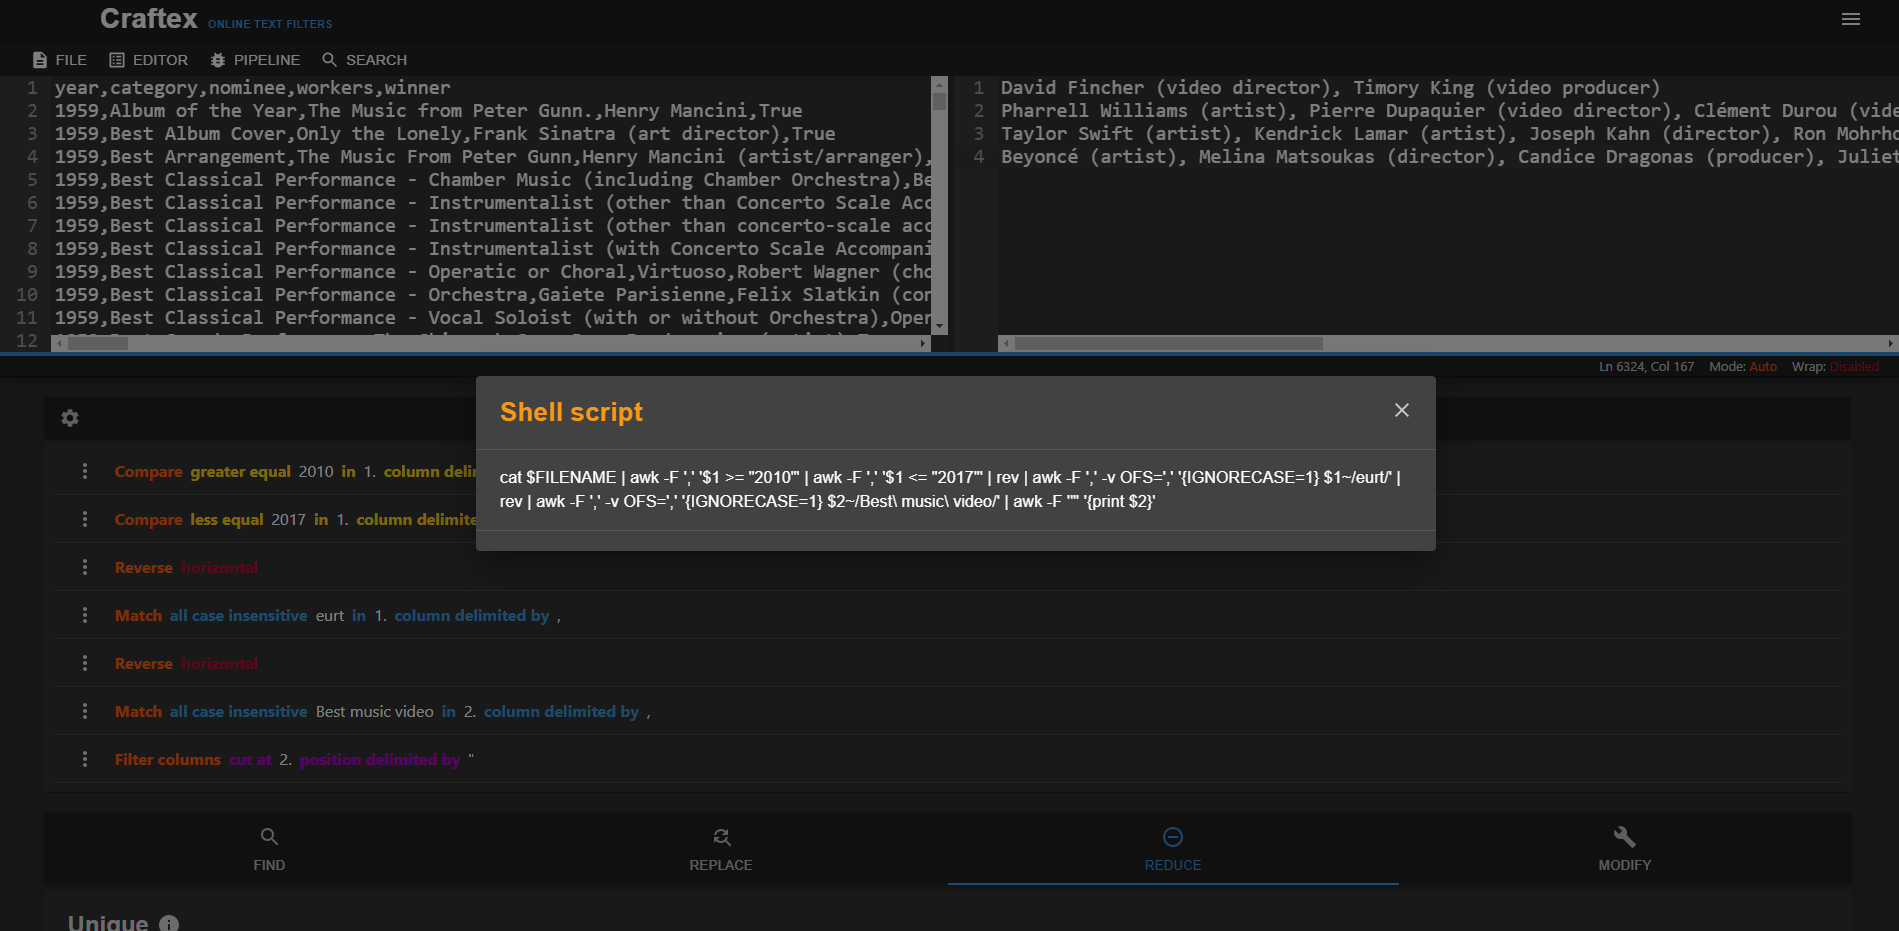 Craftex ONLINE TEXT FILTERS
FILE EDITOR PIPELINE SEARCH
1 year,category,nominee,workers,winner
2 1959,Album of the Year,The Music from Peter Gunn.,Henry Mancini,True
3 1959,Best Album Cover,Only the Lonely,Frank Sinatra (art director),True
4 1959,Best Arrangement,The Music From Peter Gunn,Henry Mancini (artist/arranger),
5 1959,Best Classical Performance - Chamber Music (including Chamber Orchestra),Be
6 1959,Best Classical Performance - Instrumentalist (other than Concerto Scale Acc
7 1959,Best Classical Performance - Instrumentalist (other than concerto-scale acc
8 1959,Best Classical Performance - Instrumentalist (with Concerto Scale Accompani
9 1959,Best Classical Performance - Operatic or Choral,Virtuoso,Robert Wagner (cho
10 1959,Best Classical Performance - Orchestra,Gaiete Parisienne,Felix Slatkin (con
11 1959,Best Classical Performance - Vocal Soloist (with or without Orchestra),Oper
12
1 David Fincher (video director), Timory King (video producer)
2 Pharrell Williams (artist), Pierre Dupaquier (video director), Clément Durou (vide
3 Taylor Swift (artist), Kendrick Lamar (artist), Joseph Kahn (director), Ron Mohrho
4 Beyoncé (artist), Melina Matsoukas (director), Candice Dragonas (producer), Juliet
Ln 6324, Col 167 Mode: Auto Wrap: Disabled
Shell script
cat $FILENAME | awk -F ',' '$1 >= "2010"' | awk -F ',' '$1 <= "2017"' | rev | awk -F ',' -v OFS=',' '{IGNORECASE=1} $1~/eurt/' |
rev | awk -F ',' -v OFS=',' '{IGNORECASE=1} $2~/Best\ music\ video/' | awk -F '"' '{print $2}'
Compare greater equal 2010 in 1. column deli
Compare less equal 2017 in 1. column delimite
Reverse horizontal
Match all case insensitive eurt in 1. column delimited by ,
Reverse horizontal
Match all case insensitive Best music video in 2. column delimited by ,
Filter columns cut at 2. position delimited by "
FIND REPLACE REDUCE MODIFY
Unique